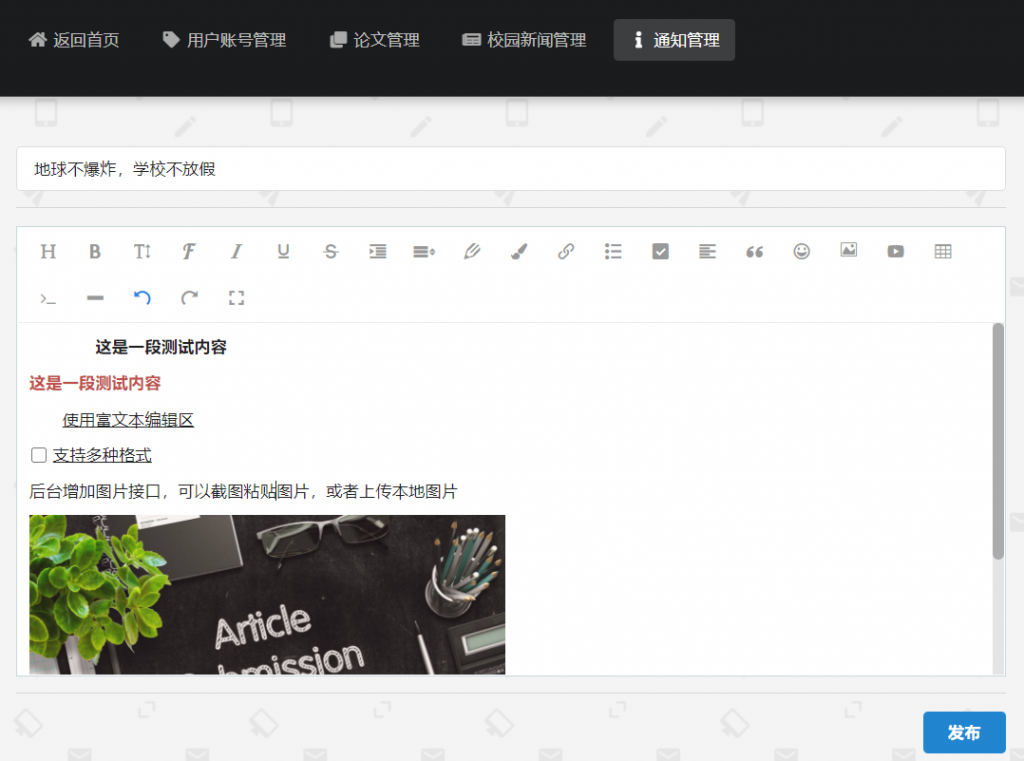 返回首页 用户账号管理 论文管理 校园新闻管理 通知管理
地球不爆炸，学校不放假
这是一段测试内容
这是一段测试内容
使用富文本编辑区
支持多种格式
后台增加图片接口，可以截图粘贴图片，或者上传本地图片
Article
Submission
发布